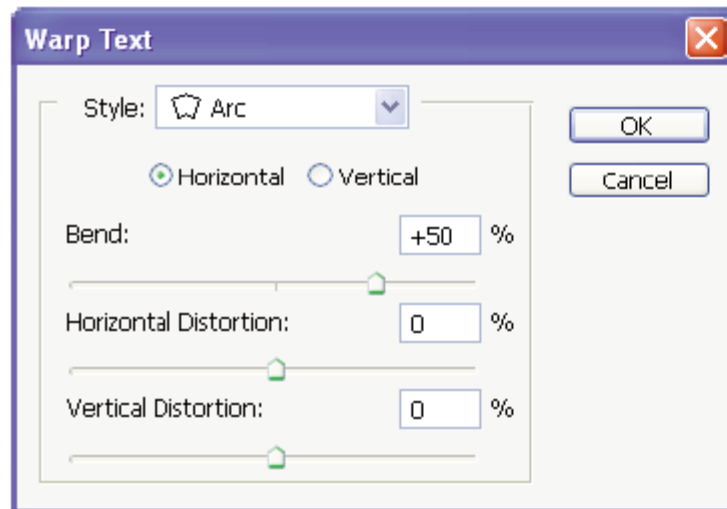 Warp Text
Style: Arc
OK
Horizontal Vertical
Cancel
Bend: +50 %
Horizontal Distortion: 0 %
Vertical Distortion: 0 %